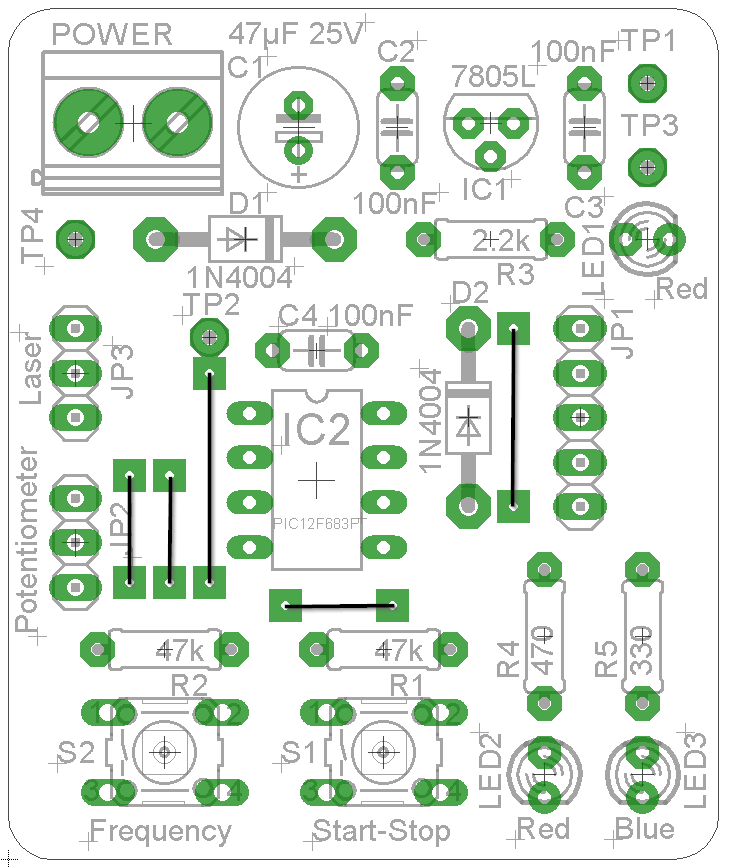 POWER
47µF 25V
C1
+
C2
100nF
7805L
IC1
100nF
C3
TP1
TP3
TP4
D1
1N4004
2.2k
R3
LED1
Red
TP2
C4 100nF
D2
1N4004
JP1
Laser
JP3
IC2
PIC12F683P
Potentiometer
JP2
47k
R2
47k
R1
R4
470
R5
330
S2
1
2
3
4
S1
1
2
3
4
LED2
LED3
Frequency
Start-Stop
Red
Blue